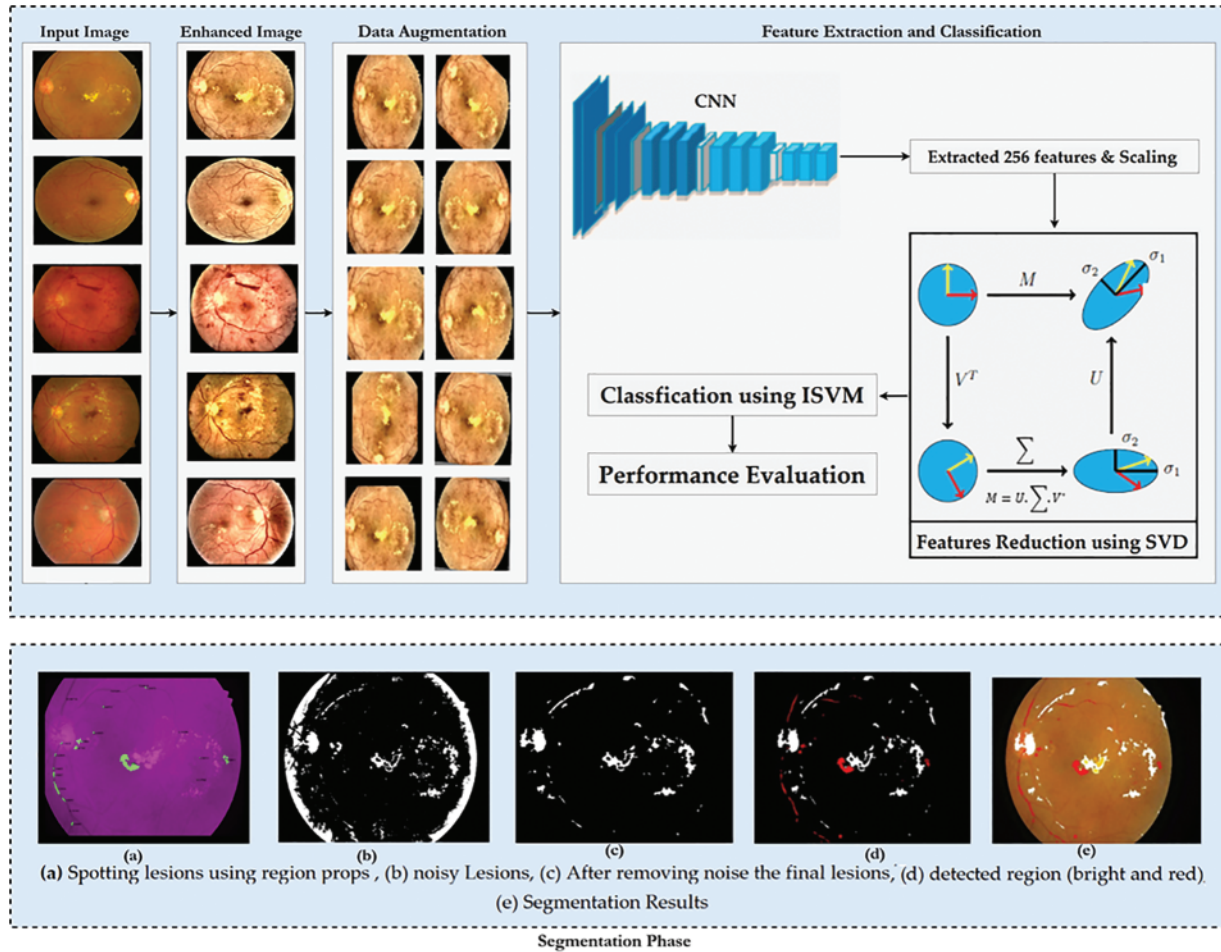 Input Image
Enhanced Image
Data Augmentation
Feature Extraction and Classification
CNN
Extracted 256 features & Scaling
M
σ2
σ1
V^T
U
Classfication using ISVM
Performance Evaluation
∑
σ2
σ1
M = U.∑.V*
Features Reduction using SVD
(a)
(b)
(c)
(d)
(e)
(a) Spotting lesions using region props , (b) noisy Lesions, (c) After removing noise the final lesions, (d) detected region (bright and red)
(e) Segmentation Results
Segmentation Phase